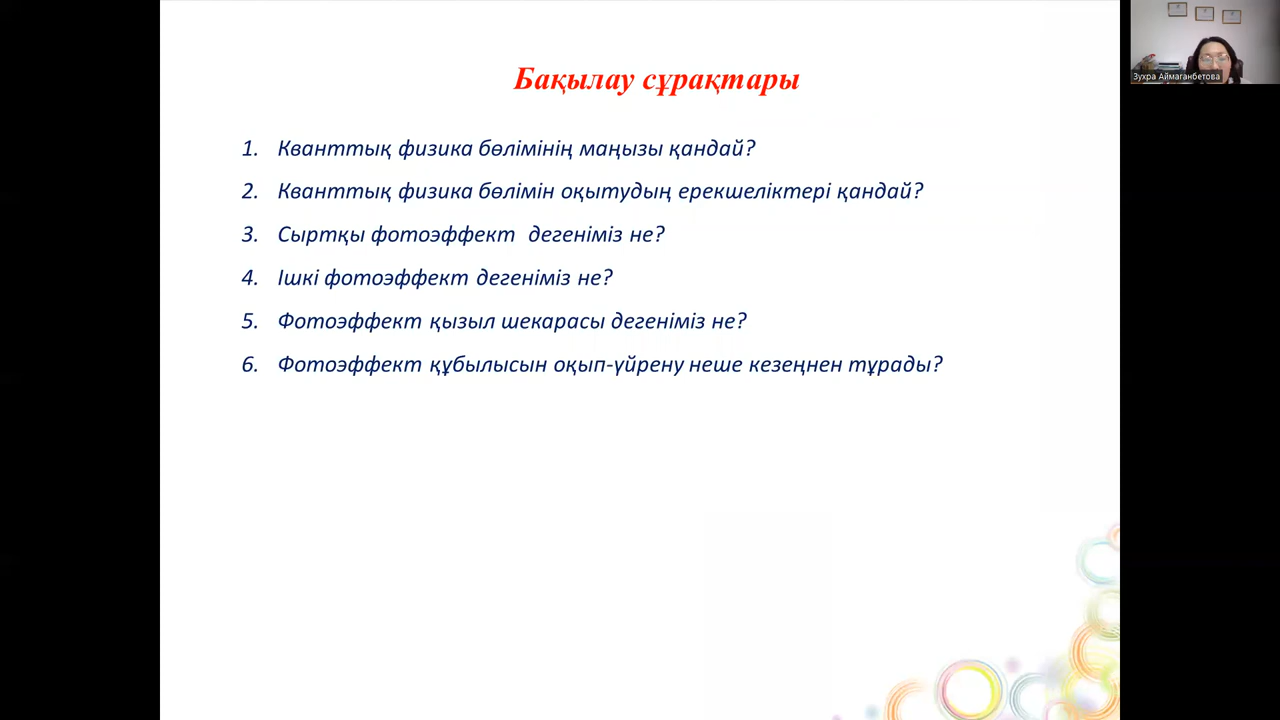 Бақылау сұрақтары
1. Кванттық физика бөлімінің маңызы қандай?
2. Кванттық физика бөлімін оқытудың ерекшеліктері қандай?
3. Сыртқы фотоэффект дегеніміз не?
4. Ішкі фотоэффект дегеніміз не?
5. Фотоэффект қызыл шекарасы дегеніміз не?
6. Фотоэффект құбылысын оқып-үйрену неше кезеңнен тұрады?
Зухра Аймаганбетова